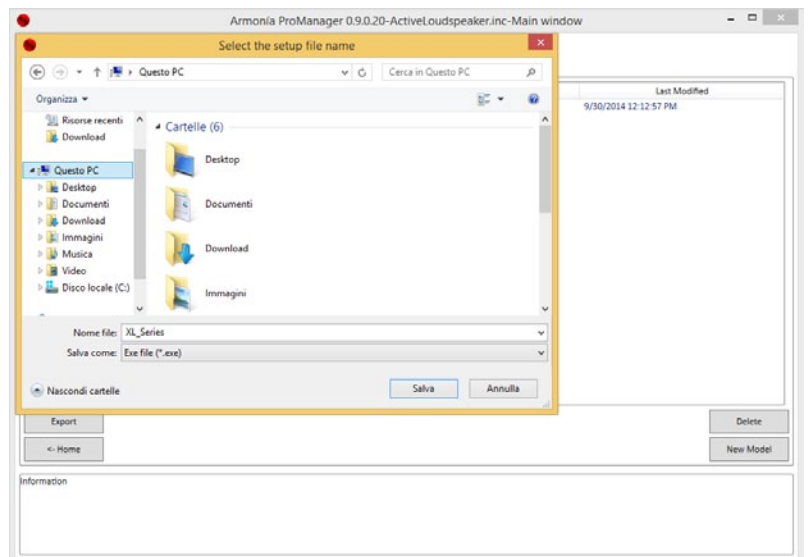 Armonía ProManager 0.9.0.20-ActiveLoudspeaker.inc-Main window
Select the setup file name
Questo PC
Cerca in Questo PC
Organizza
Last Modified
9/30/2014 12:12:57 PM
Risorse recenti
Download
Questo PC
Desktop
Documenti
Download
Immagini
Musica
Video
Disco locale (C:)
Cartelle (6)
Desktop
Documenti
Download
Immagini
Nome file: XL_Series
Salva come: Exe file (*.exe)
Nascondi cartelle
Salva
Annulla
Export
Delete
<- Home
New Model
Information